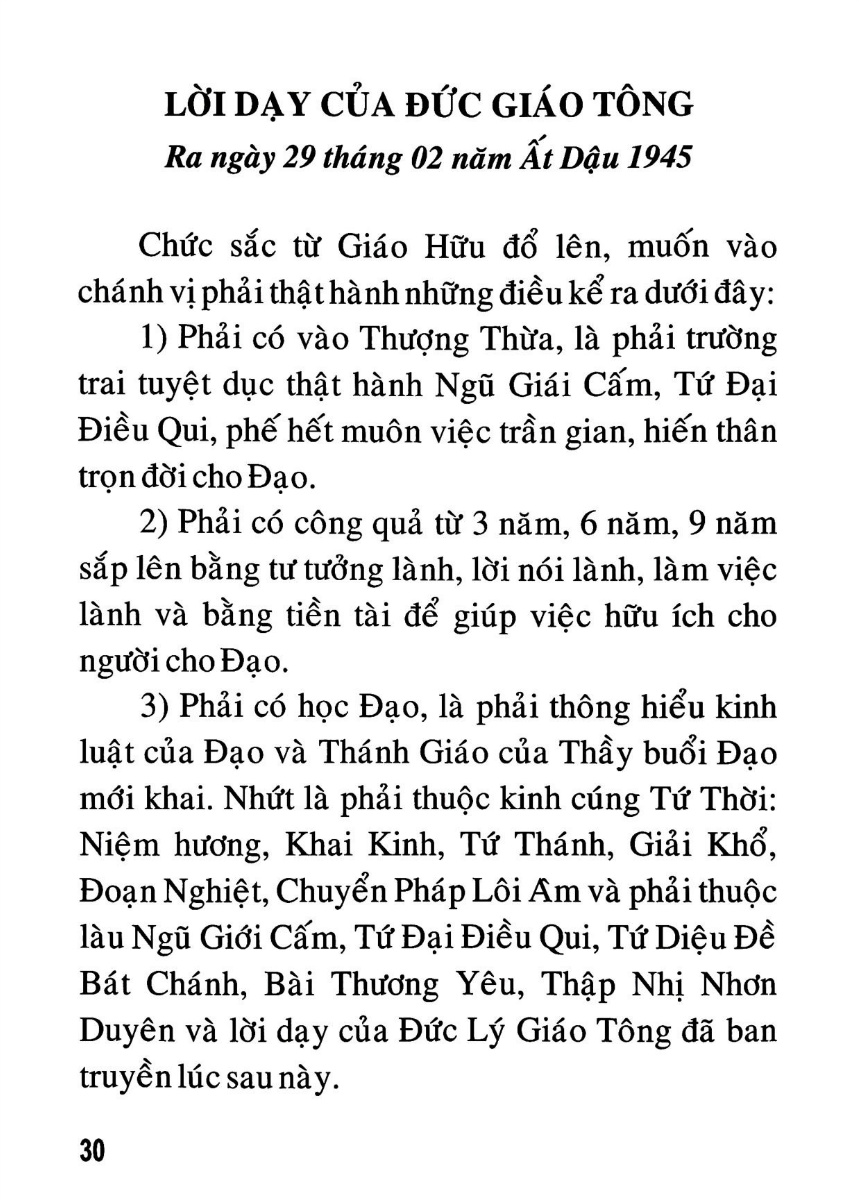 LỜI DẠY CỦA ĐỨC GIÁO TÔNG
Ra ngày 29 tháng 02 năm Ất Dậu 1945
Chức sắc từ Giáo Hữu đổ lên, muốn vào
chánh vị phải thật hành những điều kể ra dưới đây:
1) Phải có vào Thượng Thừa, là phải trường
trai tuyệt dục thật hành Ngũ Giái Cấm, Tứ Đại
Điều Qui, phế hết muôn việc trần gian, hiến thân
trọn đời cho Đạo.
2) Phải có công quả từ 3 năm, 6 năm, 9 năm
sắp lên bằng tư tưởng lành, lời nói lành, làm việc
lành và bằng tiền tài để giúp việc hữu ích cho
người cho Đạo.
3) Phải có học Đạo, là phải thông hiểu kinh
luật của Đạo và Thánh Giáo của Thầy buổi Đạo
mới khai. Nhứt là phải thuộc kinh cúng Tứ Thời:
Niệm hương, Khai Kinh, Tứ Thánh, Giải Khổ,
Đoạn Nghiệt, Chuyển Pháp Lôi Âm và phải thuộc
làu Ngũ Giới Cấm, Tứ Đại Điều Qui, Tứ Diệu Đề
Bát Chánh, Bài Thương Yêu, Thập Nhị Nhơn
Duyên và lời dạy của Đức Lý Giáo Tông đã ban
truyền lúc sau này.
30